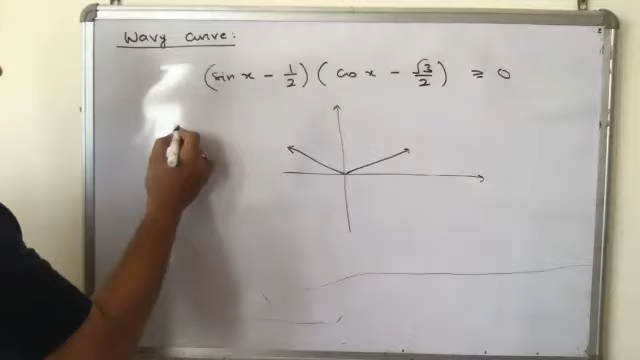 Wavy curve:
(sin x - 1/2) (cos x - √3/2) ≥ 0